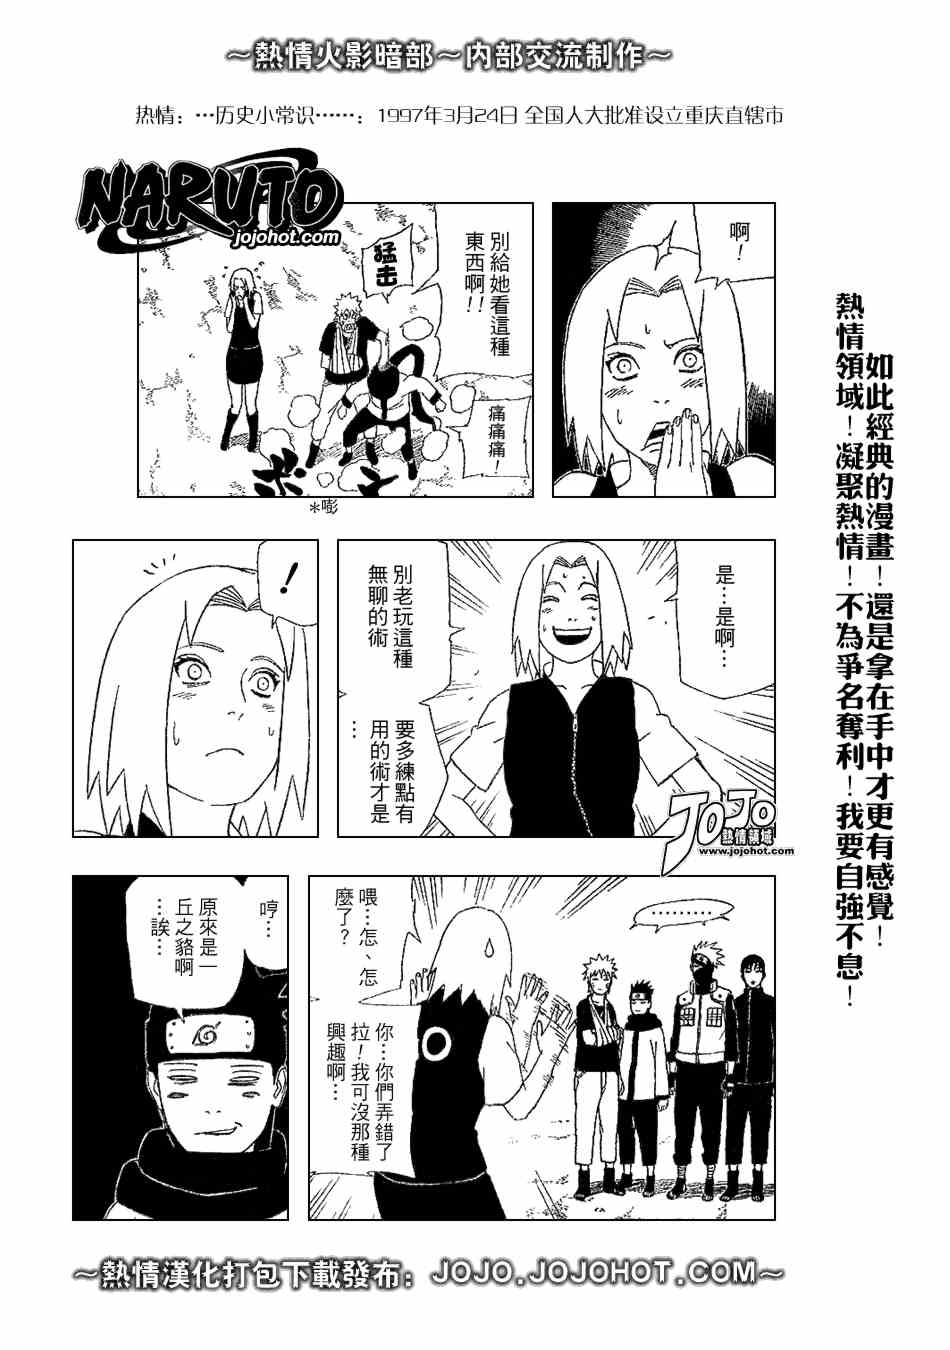 ～熱情火影暗部～内部交流制作～
热情：…历史小常识……：1997年3月24日 全国人大批准设立重庆直辖市
NARUTO
jojohot.com
啊！
別給她看這種
東西啊！！
猛击
痛痛痛！
ボン
＊嘭
是…是啊…
別老玩這種
無聊的術
要多練點有
用的術才是
…
！
JOJO
熱情領域
www.jojohot.com
…………
喂…怎、怎
麼了？
你…你們弄錯了
拉！我可沒那種
興趣啊…
哼…
原來是一
丘之貉啊
…誒…
如此經典的漫畫！還是拿在手中才更有感覺！
熱情領域！凝聚熱情！不為爭名奪利！我要自強不息！
～熱情漢化打包下載發布：JOJO.JOJOHOT.COM～